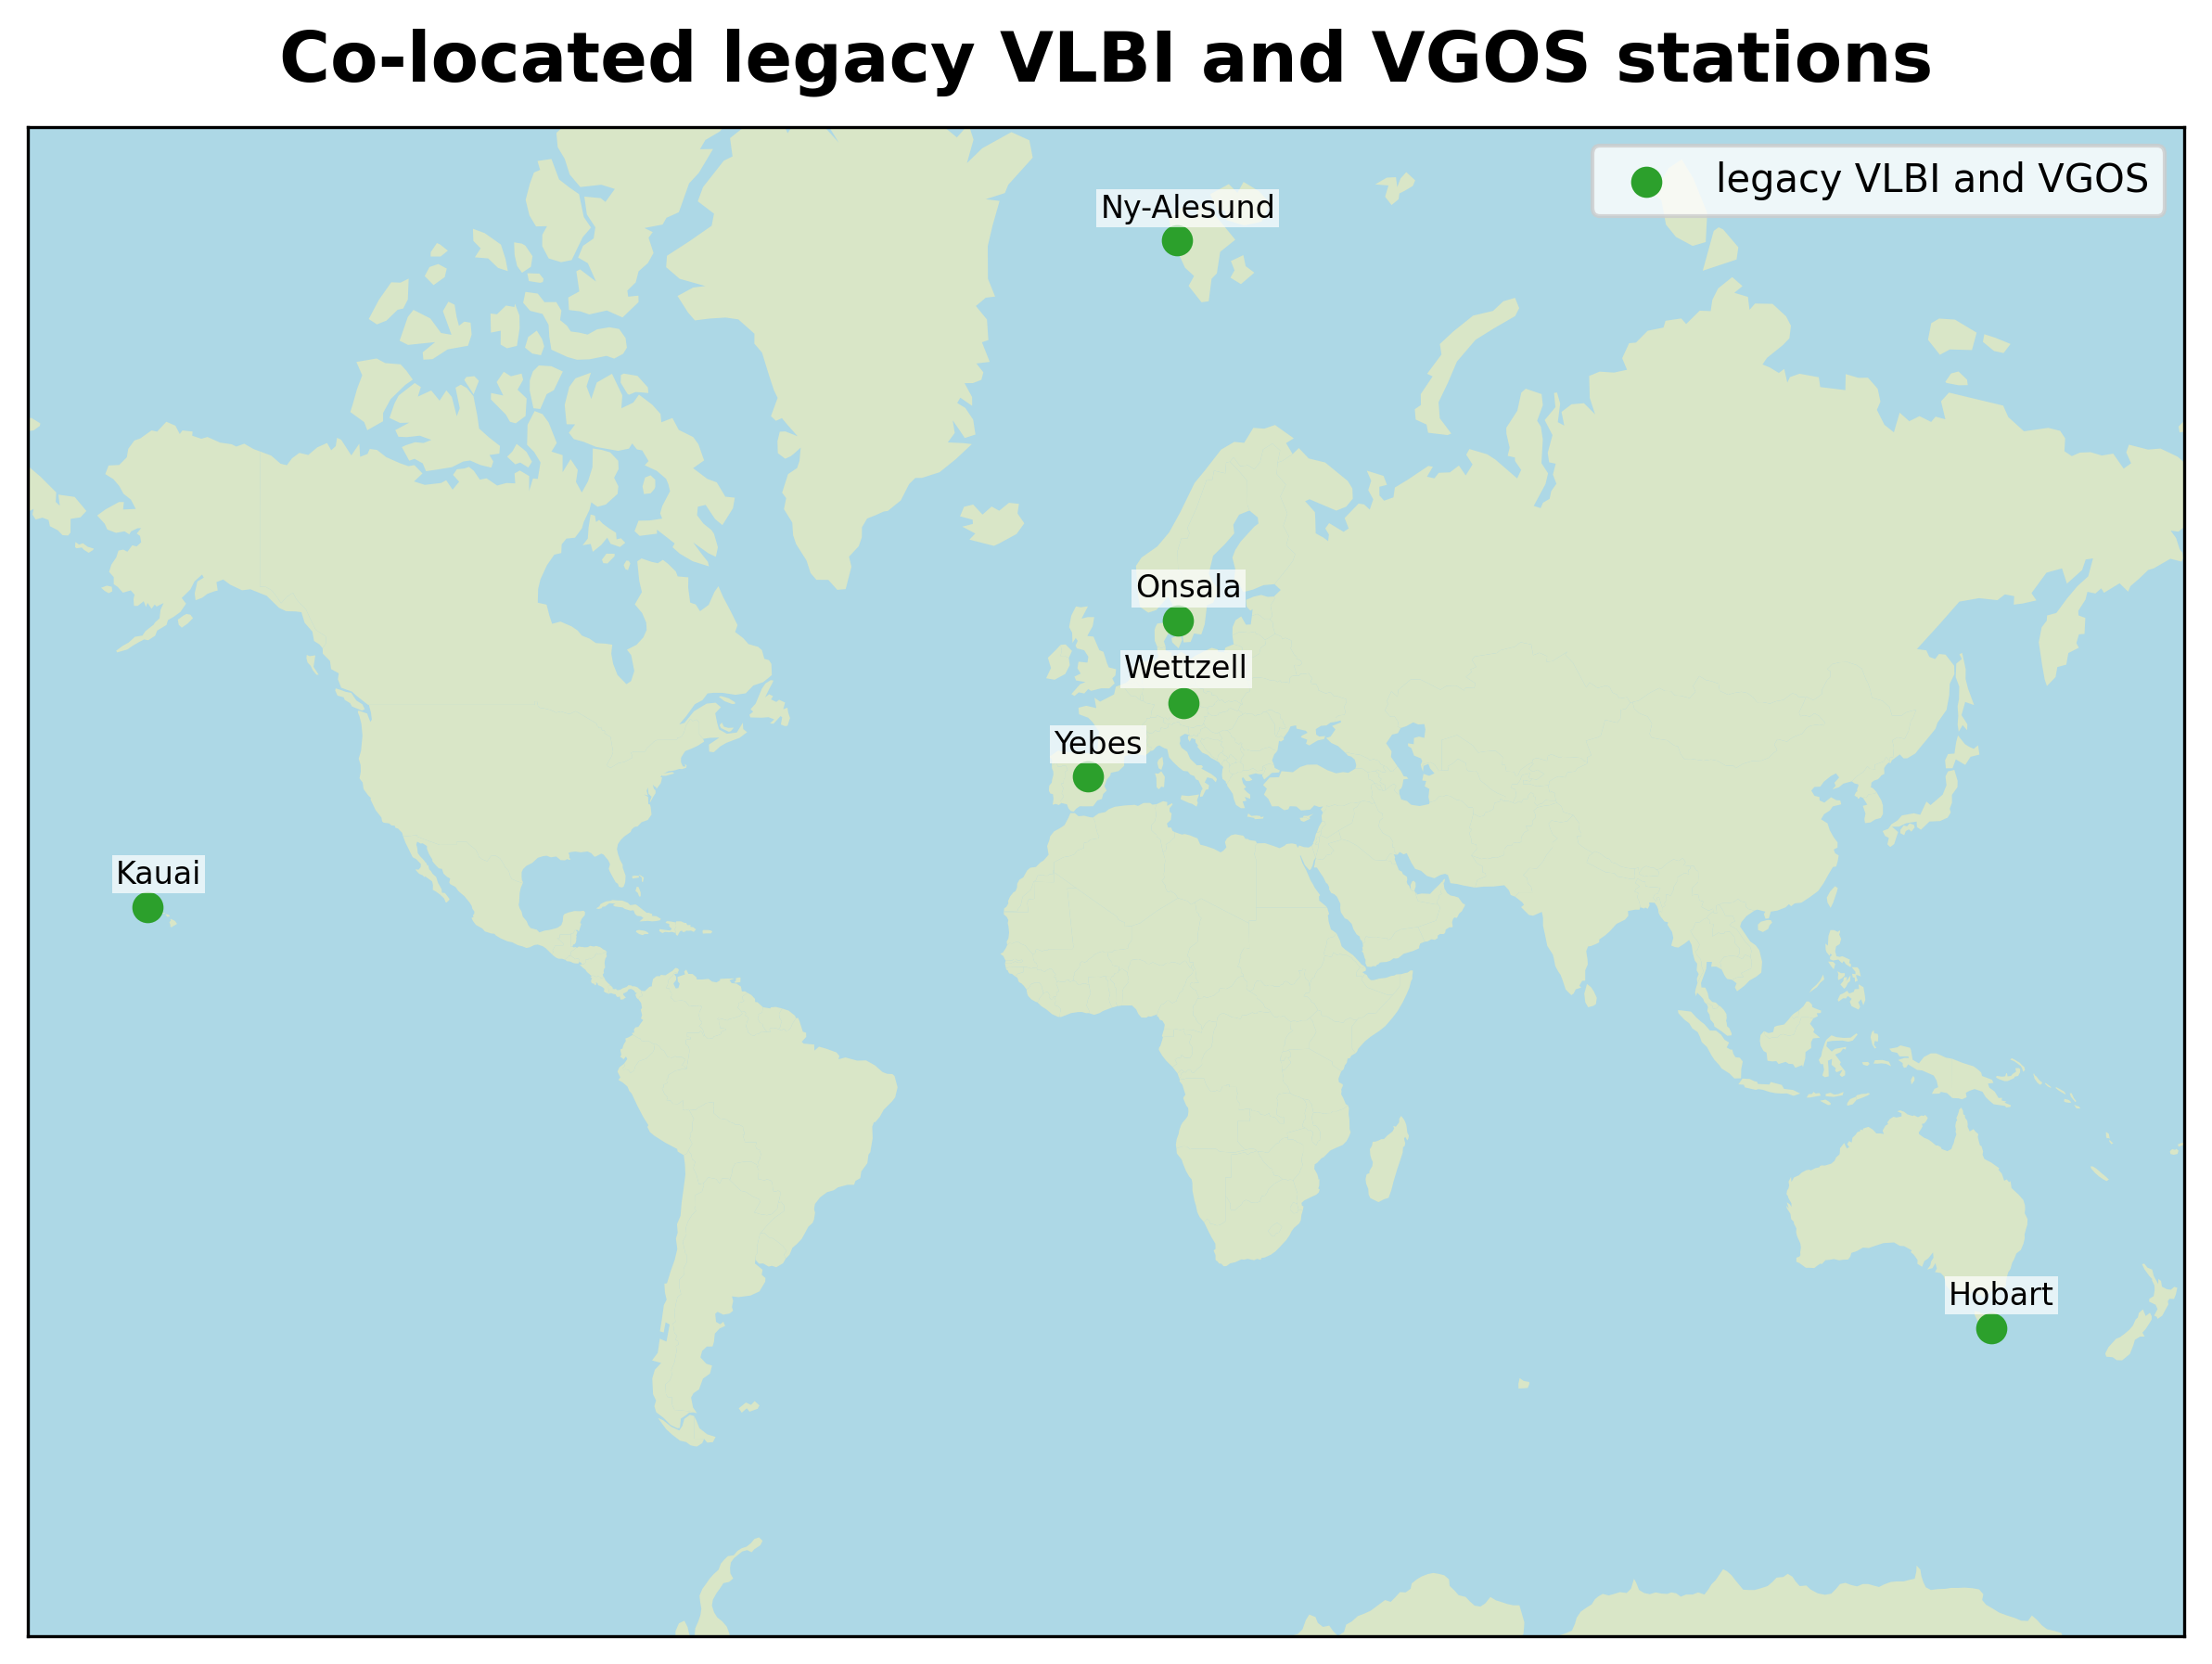 Co-located legacy VLBI and VGOS stations
legacy VLBI and VGOS
Ny-Alesund
Onsala
Wettzell
Yebes
Kauai
Hobart